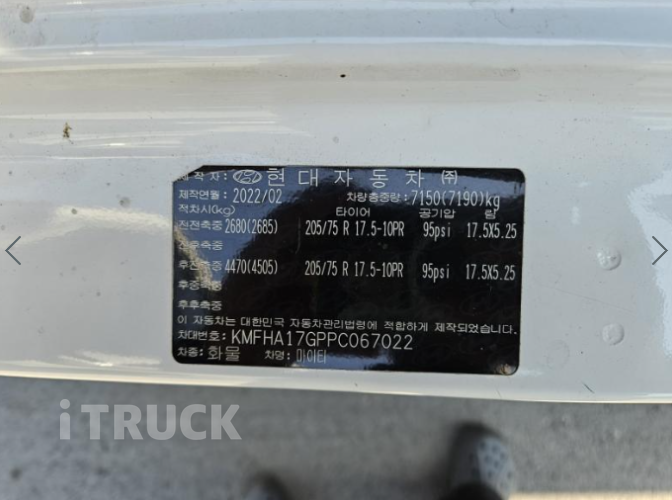 제작자: 현대자동차㈜
제작연월: 2022/02 차량총중량: 7150(7190)kg
적차시(kg) 타이어 공기압 림
전전축중 2680(2685) 205/75 R 17.5-10PR 95psi 17.5X5.25
전후축중
후전축중 4470(4505) 205/75 R 17.5-10PR 95psi 17.5X5.25
후중축중
후후축중
이 자동차는 대한민국 자동차관리법령에 적합하게 제작되었습니다.
차대번호: KMFHA17GPPC067022
차종: 화물 차명: 마이티
iTRUCK